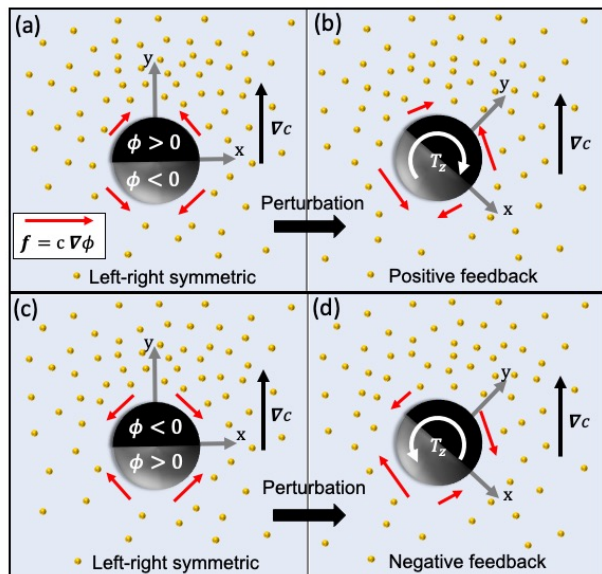 (a)
y
ϕ > 0
ϕ < 0
x
∇c
f = c ∇ϕ
Left-right symmetric
Perturbation
(b)
y
T_z
x
∇c
Positive feedback
(c)
y
ϕ < 0
ϕ > 0
x
∇c
Left-right symmetric
Perturbation
(d)
y
T_z
x
∇c
Negative feedback